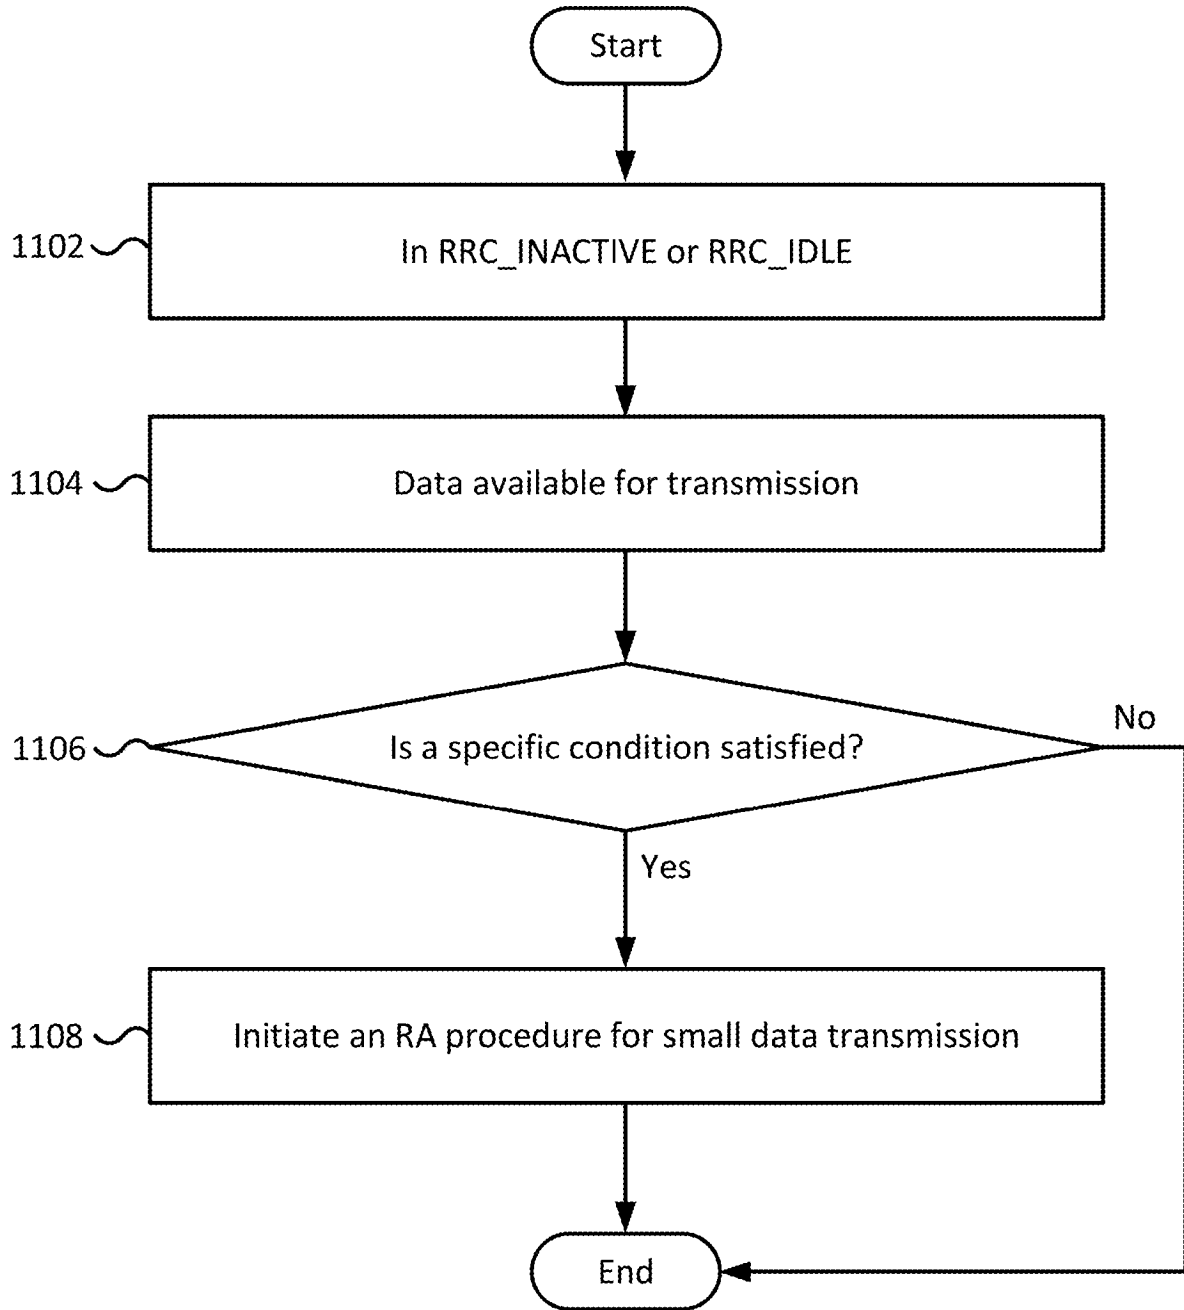 Start
1102
In RRC_INACTIVE or RRC_IDLE
1104
Data available for transmission
1106
Is a specific condition satisfied?
No
Yes
1108
Initiate an RA procedure for small data transmission
End